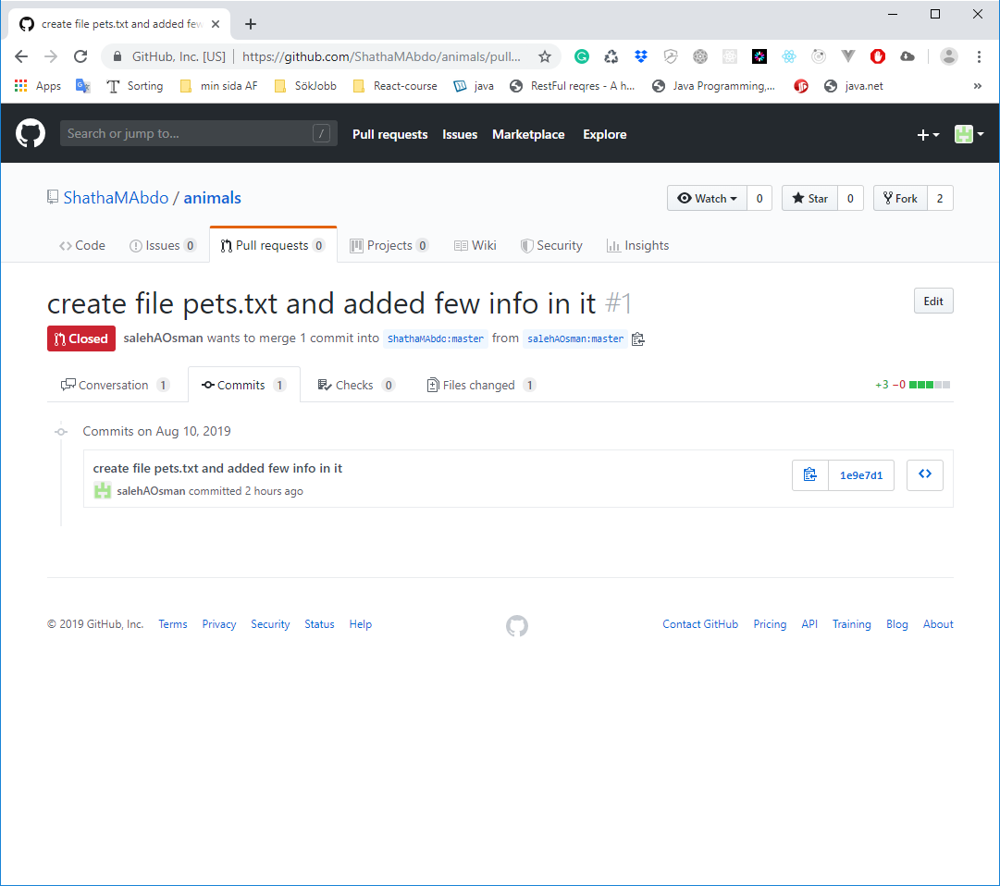 create file pets.txt and added few
GitHub, Inc. [US] | https://github.com/ShathaMAbdo/animals/pull...
Apps Sorting min sida AF SökJobb React-course java RestFul reqres - A h... Java Programming,... java.net »
Search or jump to... / Pull requests Issues Marketplace Explore
ShathaMAbdo / animals Watch 0 Star 0 Fork 2
Code Issues 0 Pull requests 0 Projects 0 Wiki Security Insights
create file pets.txt and added few info in it #1 Edit
Closed salehAOsman wants to merge 1 commit into ShathaMAbdo:master from salehAOsman:master
Conversation 1 Commits 1 Checks 0 Files changed 1 +3 −0
Commits on Aug 10, 2019
create file pets.txt and added few info in it
1e9e7d1
salehAOsman committed 2 hours ago
© 2019 GitHub, Inc. Terms Privacy Security Status Help Contact GitHub Pricing API Training Blog About